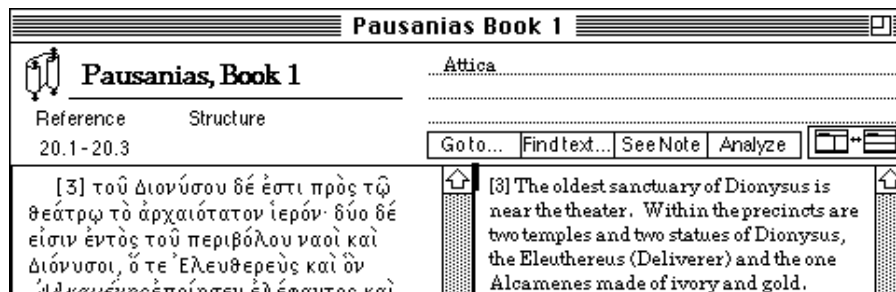 Pausanias Book 1
Pausanias, Book 1
Attica
Reference Structure
20.1-20.3
Go to... Find text... See Note Analyze
[3] τοῦ Διονύσου δέ ἐστι πρὸς τῷ
θεάτρῳ τὸ ἀρχαιότατον ἱερόν· δύο δέ
εἰσιν ἐντὸς τοῦ περιβόλου ναοὶ καὶ
Διόνυσοι, ὅ τε Ἐλευθερεὺς καὶ ὃν
Ἀλκαμένης ἐποίησεν ἐλέφαντος καὶ
[3] The oldest sanctuary of Dionysus is
near the theater. Within the precincts are
two temples and two statues of Dionysus,
the Eleuthereus (Deliverer) and the one
Alcamenes made of ivory and gold.